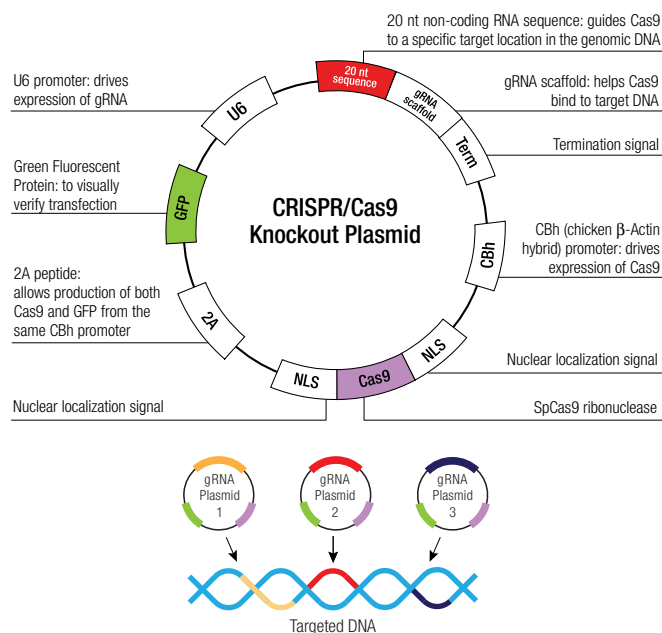 20 nt non-coding RNA sequence: guides Cas9
to a specific target location in the genomic DNA
U6 promoter: drives
expression of gRNA
gRNA scaffold: helps Cas9
bind to target DNA
Termination signal
Green Fluorescent
Protein: to visually
verify transfection
CBh (chicken β-Actin
hybrid) promoter: drives
expression of Cas9
2A peptide:
allows production of both
Cas9 and GFP from the
same CBh promoter
Nuclear localization signal
Nuclear localization signal
SpCas9 ribonuclease
20 nt
sequence
gRNA
scaffold
Term
CBh
NLS
Cas9
NLS
2A
GFP
U6
CRISPR/Cas9
Knockout Plasmid
gRNA
Plasmid
1
gRNA
Plasmid
2
gRNA
Plasmid
3
Targeted DNA